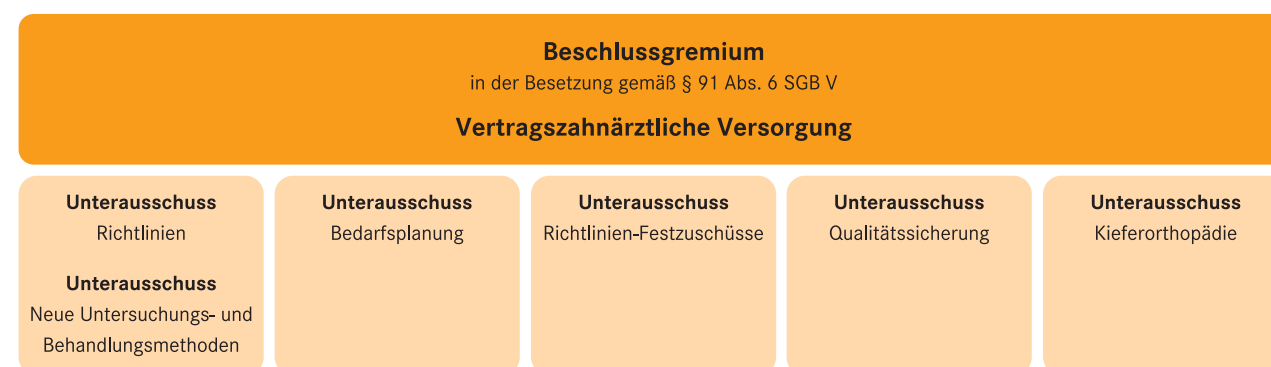 Beschlussgremium
in der Besetzung gemäß § 91 Abs. 6 SGB V
Vertragszahnärztliche Versorgung
Unterausschuss
Richtlinien
Unterausschuss
Neue Untersuchungs- und
Behandlungsmethoden
Unterausschuss
Bedarfsplanung
Unterausschuss
Richtlinien-Festzuschüsse
Unterausschuss
Qualitätssicherung
Unterausschuss
Kieferorthopädie